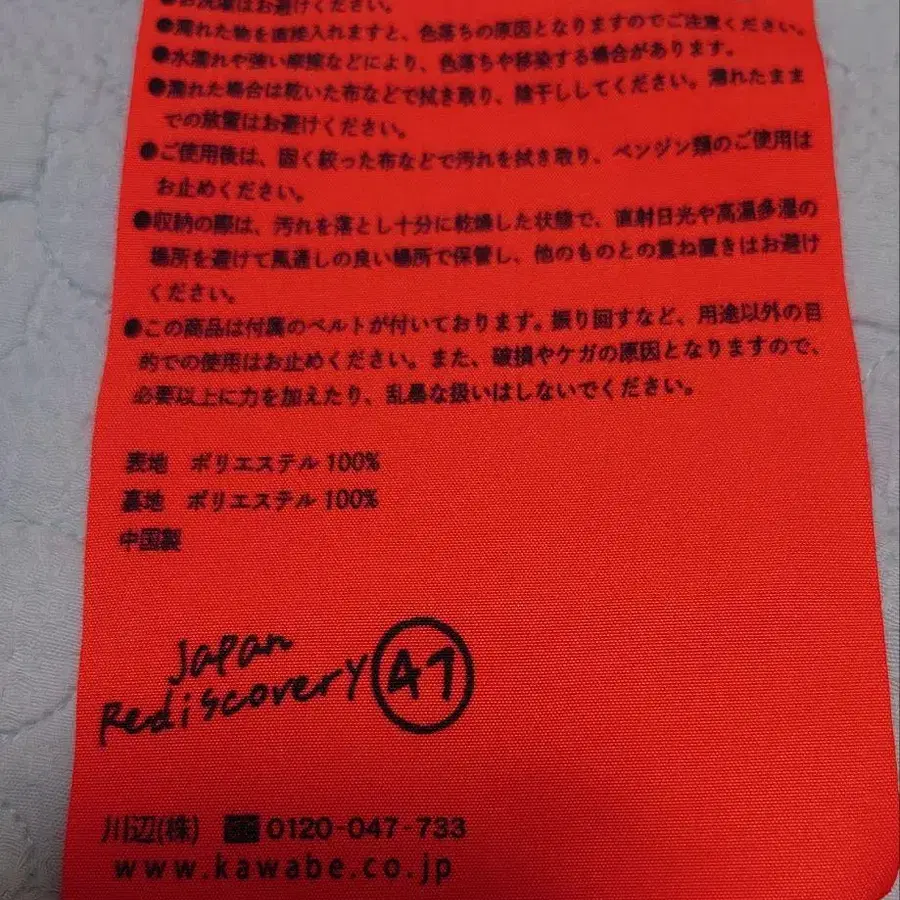 ●お洗濯はお避けください。
●濡れた物を直接入れますと、色落ちの原因となりますのでご注意ください。
●水濡れや強い摩擦などにより、色落ちや移染する場合があります。
●濡れた場合は乾いた布などで拭き取り、陰干ししてください。濡れたまま
での放置はお避けください。
●ご使用後は、固く絞った布などで汚れを拭き取り、ベンジン類のご使用は
お止めください。
●収納の際は、汚れを落とし十分に乾燥した状態で、直射日光や高温多湿の
場所を避けて風通しの良い場所で保管し、他のものとの重ね置きはお避け
ください。
●この商品は付属のベルトが付いております。振り回すなど、用途以外の目
的での使用はお止めください。また、破損やケガの原因となりますので、
必要以上に力を加えたり、乱暴な扱いはしないでください。
表地 ポリエステル 100%
裏地 ポリエステル 100%
中国製
Japan
Rediscovery 47
川辺(株) 0120-047-733
www.kawabe.co.jp